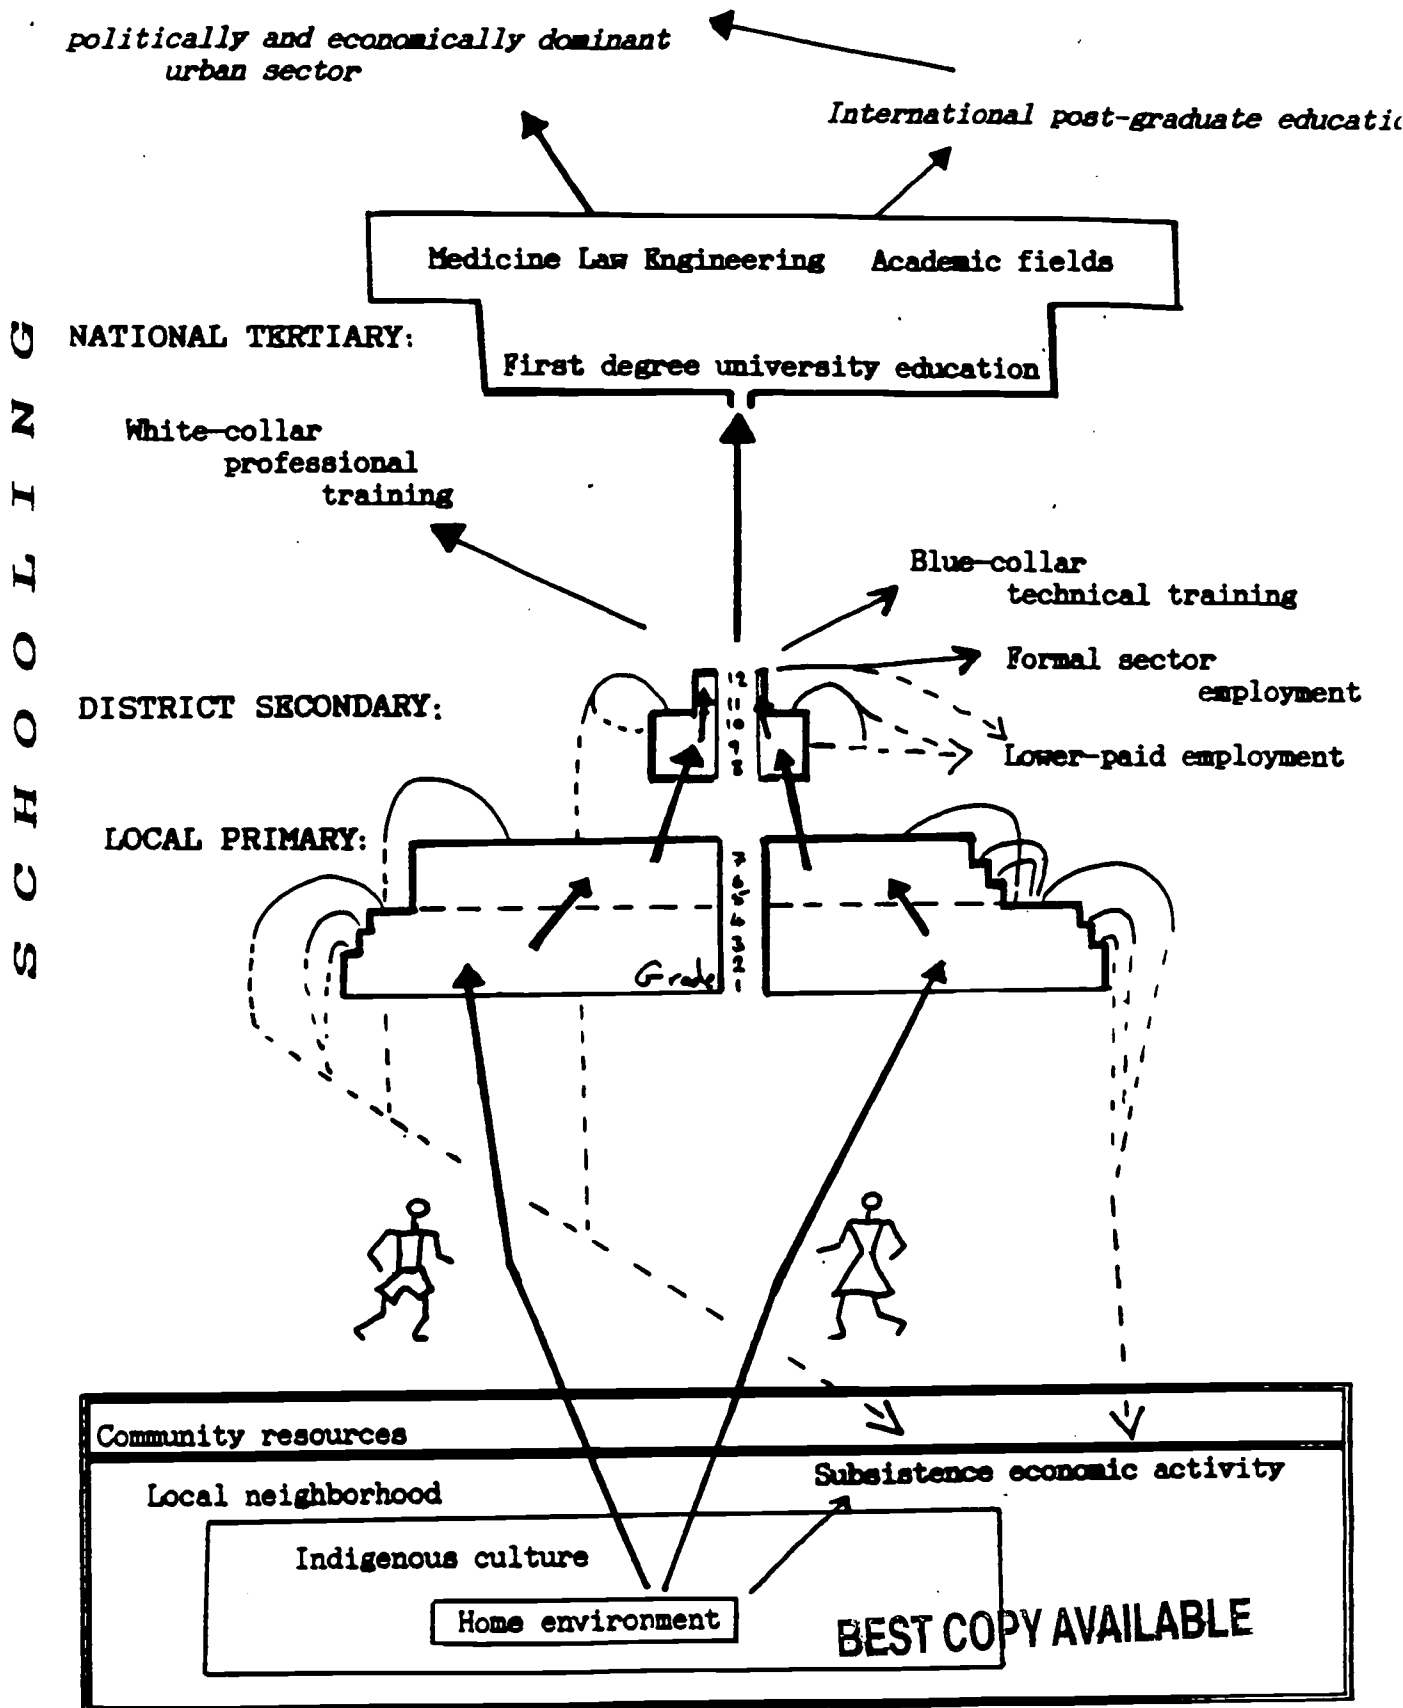 politically and economically dominant
urban sector
International post-graduate educatic
Medicine Law Engineering Academic fields
NATIONAL TERTIARY:
First degree university education
White-collar
professional
training
Blue-collar
technical training
Formal sector
employment
DISTRICT SECONDARY:
Lower-paid employment
12
11
10
9
8
LOCAL PRIMARY:
7
6
5
4
3
2
1
Grade
SCHOOLING
Community resources
Subsistence economic activity
Local neighborhood
Indigenous culture
Home environment
BEST COPY AVAILABLE